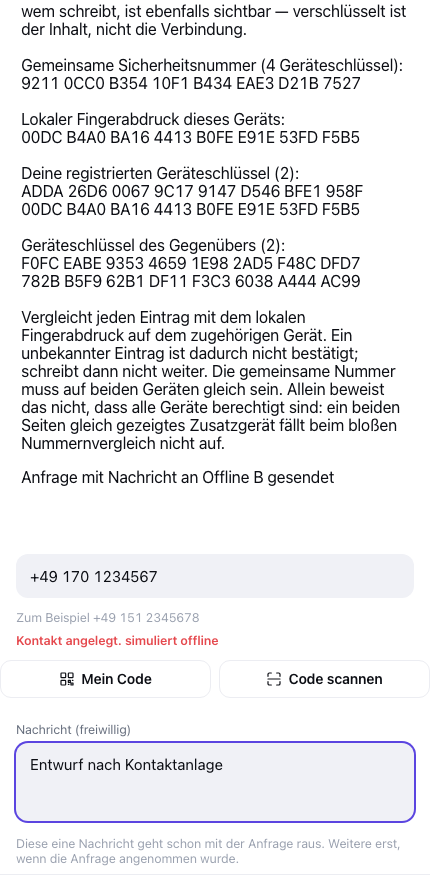 wem schreibt, ist ebenfalls sichtbar — verschlüsselt ist
der Inhalt, nicht die Verbindung.
Gemeinsame Sicherheitsnummer (4 Geräteschlüssel):
9211 0CC0 B354 10F1 B434 EAE3 D21B 7527
Lokaler Fingerabdruck dieses Geräts:
00DC B4A0 BA16 4413 B0FE E91E 53FD F5B5
Deine registrierten Geräteschlüssel (2):
ADDA 26D6 0067 9C17 9147 D546 BFE1 958F
00DC B4A0 BA16 4413 B0FE E91E 53FD F5B5
Geräteschlüssel des Gegenübers (2):
F0FC EABE 9353 4659 1E98 2AD5 F48C DFD7
782B B5F9 62B1 DF11 F3C3 6038 A444 AC99
Vergleicht jeden Eintrag mit dem lokalen
Fingerabdruck auf dem zugehörigen Gerät. Ein
unbekannter Eintrag ist dadurch nicht bestätigt;
schreibt dann nicht weiter. Die gemeinsame Nummer
muss auf beiden Geräten gleich sein. Allein beweist
das nicht, dass alle Geräte berechtigt sind: ein beiden
Seiten gleich gezeigtes Zusatzgerät fällt beim bloßen
Nummernvergleich nicht auf.
Anfrage mit Nachricht an Offline B gesendet
+49 170 1234567
Zum Beispiel +49 151 2345678
Kontakt angelegt. simuliert offline
Mein Code
Code scannen
Nachricht (freiwillig)
Entwurf nach Kontaktanlage
Diese eine Nachricht geht schon mit der Anfrage raus. Weitere erst,
wenn die Anfrage angenommen wurde.